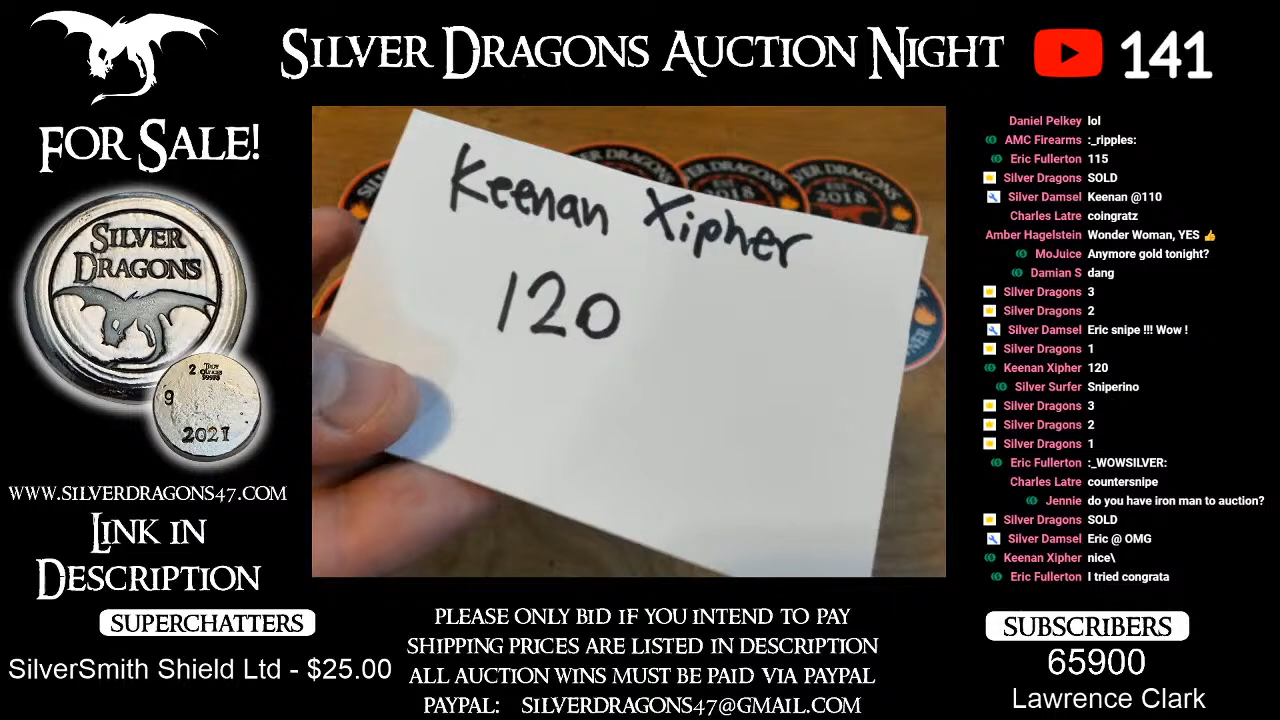 SILVER DRAGONS AUCTION NIGHT
141
FOR SALE!
SILVER
DRAGONS
2 TROY
OUNCES
9
2021
WWW.SILVERDRAGONS47.COM
LINK IN
DESCRIPTION
SUPERCHATTERS
SilverSmith Shield Ltd - $25.00
Keenan Xipher
120
DRAGONS
DRAGONS
2018
PLEASE ONLY BID IF YOU INTEND TO PAY
SHIPPING PRICES ARE LISTED IN DESCRIPTION
ALL AUCTION WINS MUST BE PAID VIA PAYPAL
PAYPAL: SILVERDRAGONS47@GMAIL.COM
Daniel Pelkey lol
AMC Firearms :_ripples:
Eric Fullerton 115
Silver Dragons SOLD
Silver Damsel Keenan @110
Charles Latre coingratz
Amber Hagelstein Wonder Woman, YES 👍
MoJuice Anymore gold tonight?
Damian S dang
Silver Dragons 3
Silver Dragons 2
Silver Damsel Eric snipe !!! Wow !
Silver Dragons 1
Keenan Xipher 120
Silver Surfer Sniperino
Silver Dragons 3
Silver Dragons 2
Silver Dragons 1
Eric Fullerton :_WOWSILVER:
Charles Latre countersnipe
Jennie do you have iron man to auction?
Silver Dragons SOLD
Silver Damsel Eric @ OMG
Keenan Xipher nice\
Eric Fullerton I tried congrata
SUBSCRIBERS
65900
Lawrence Clark